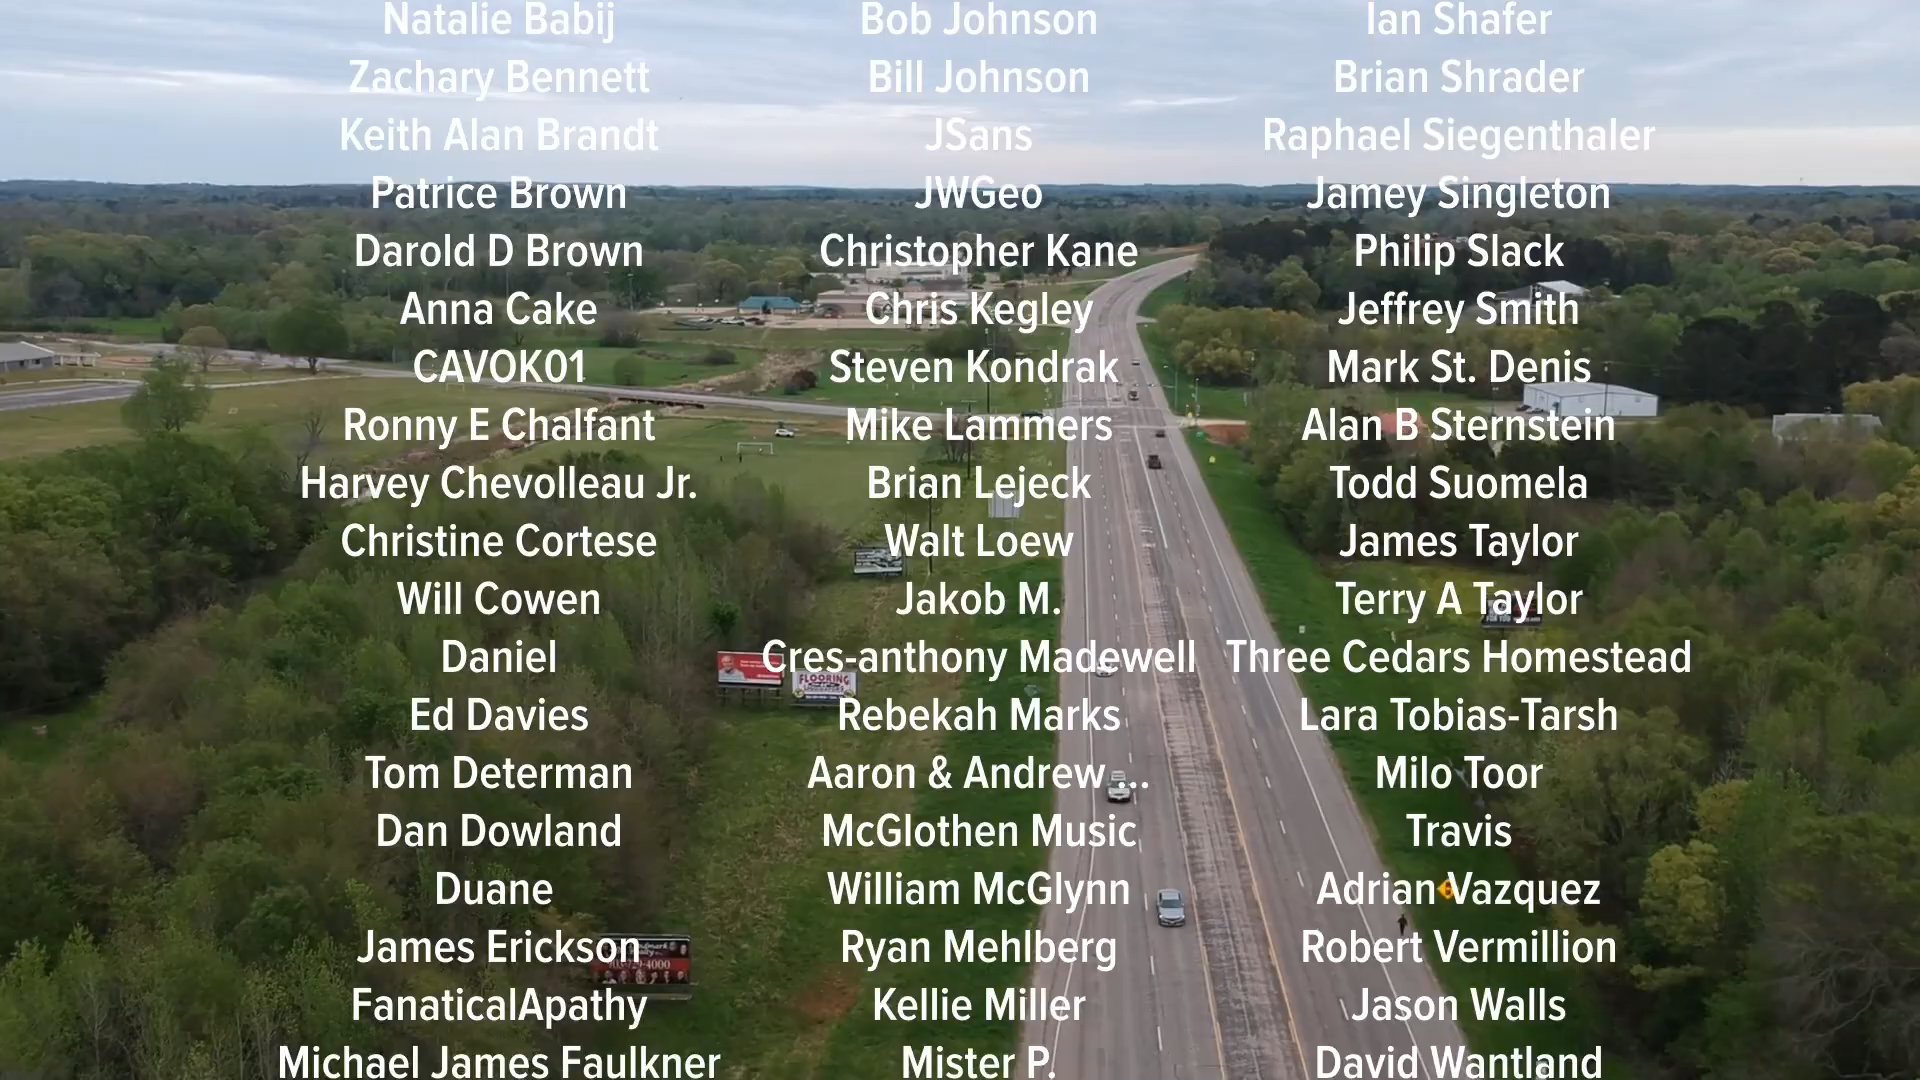 Natalie Babij
Zachary Bennett
Keith Alan Brandt
Patrice Brown
Darold D Brown
Anna Cake
CAVOK01
Ronny E Chalfant
Harvey Chevolleau Jr.
Christine Cortese
Will Cowen
Daniel
Ed Davies
Tom Determan
Dan Dowland
Duane
James Erickson
FanaticalApathy
Michael James Faulkner
Bob Johnson
Bill Johnson
JSans
JWGeo
Christopher Kane
Chris Kegley
Steven Kondrak
Mike Lammers
Brian Lejeck
Walt Loew
Jakob M.
Cres-anthony Madewell
Rebekah Marks
Aaron & Andrew ...
McGlothen Music
William McGlynn
Ryan Mehlberg
Kellie Miller
Mister P.
Ian Shafer
Brian Shrader
Raphael Siegenthaler
Jamey Singleton
Philip Slack
Jeffrey Smith
Mark St. Denis
Alan B Sternstein
Todd Suomela
James Taylor
Terry A Taylor
Three Cedars Homestead
Lara Tobias-Tarsh
Milo Toor
Travis
Adrian Vazquez
Robert Vermillion
Jason Walls
David Wantland
FLOORING